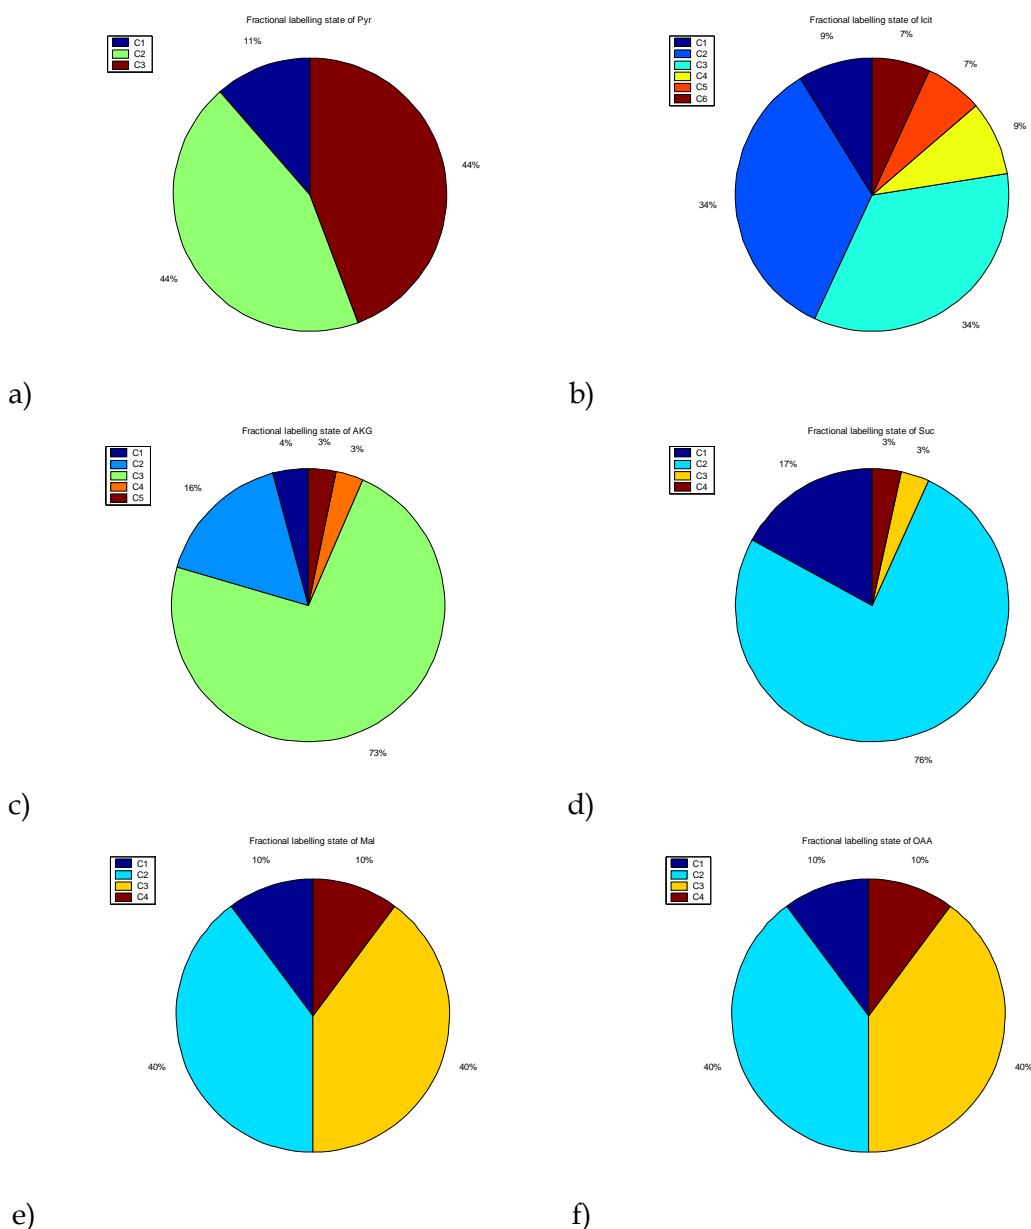 Fractional labelling state of Pyr
C1
C2
C3
11%
44%
44%
a)
Fractional labelling state of Icit
C1
C2
C3
C4
C5
C6
9%
7%
7%
9%
34%
34%
b)
Fractional labelling state of AKG
C1
C2
C3
C4
C5
4%
3%
3%
16%
73%
c)
Fractional labelling state of Suc
C1
C2
C3
C4
3%
3%
17%
76%
d)
Fractional labelling state of Mal
C1
C2
C3
C4
10%
10%
40%
40%
e)
Fractional labelling state of OAA
C1
C2
C3
C4
10%
10%
40%
40%
f)